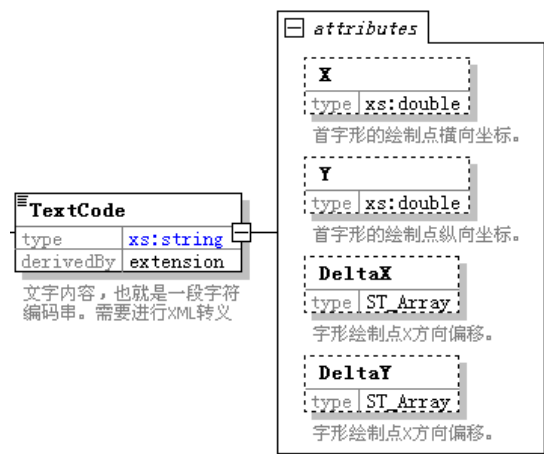 attributes
X
type xs:double
首字形的绘制点横向坐标。
Y
type xs:double
首字形的绘制点纵向坐标。
TextCode
type xs:string
derivedBy extension
文字内容，也就是一段字符
编码串。需要进行XML转义
DeltaX
type ST_Array
字形绘制点X方向偏移。
DeltaY
type ST_Array
字形绘制点X方向偏移。